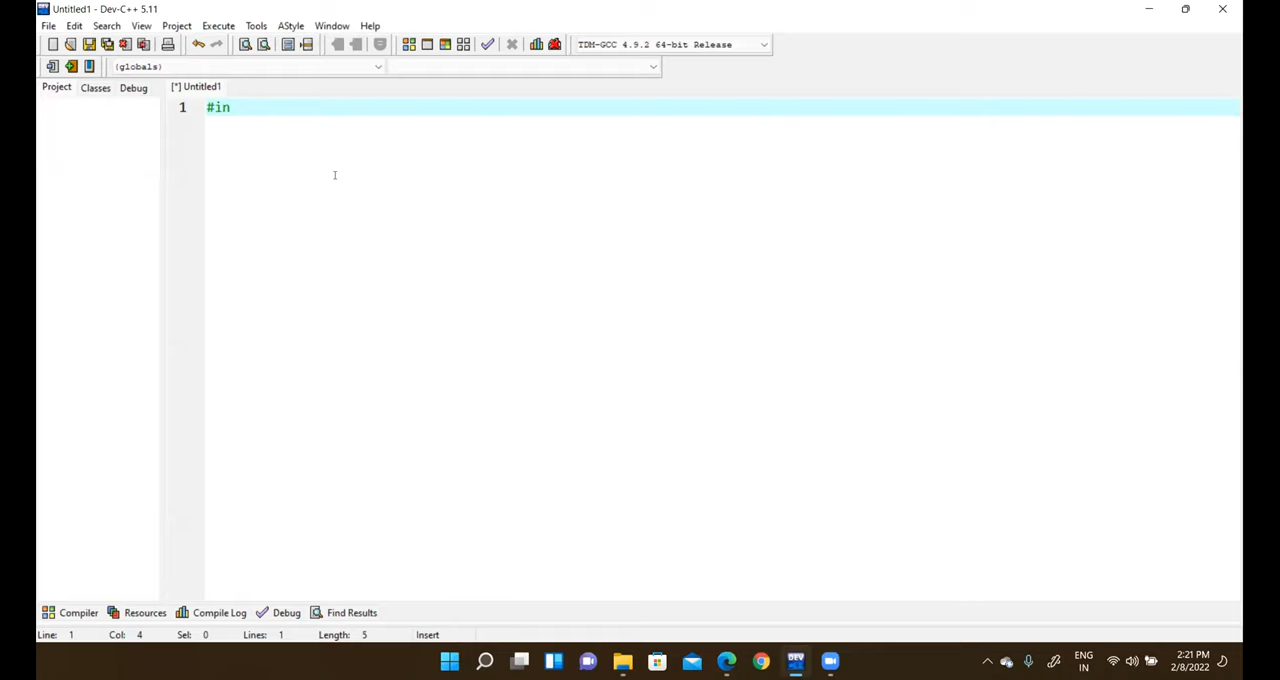 Untitled1 - Dev-C++ 5.11
File Edit Search View Project Execute Tools AStyle Window Help
TDM-GCC 4.9.2 64-bit Release
(globals)
Project Classes Debug [*] Untitled1
1 #in
Compiler Resources Compile Log Debug Find Results
Line: 1 Col: 4 Sel: 0 Lines: 1 Length: 5 Insert
DEV
ENG
IN
2:21 PM
2/8/2022